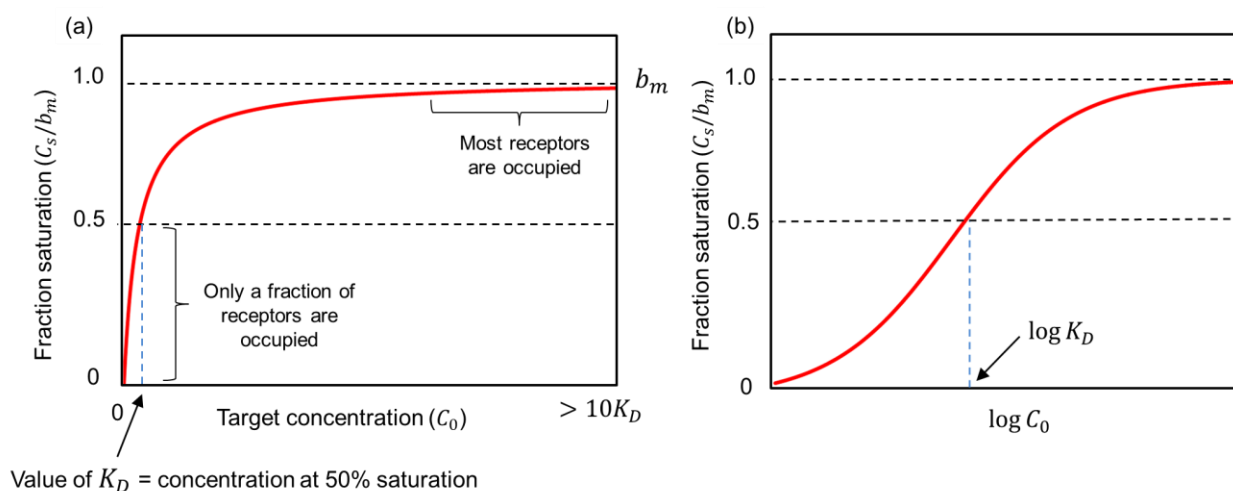 (a)
Fraction saturation (C_s/b_m)
1.0
0.5
0
b_m
Most receptors
are occupied
Only a fraction of
receptors are
occupied
0
Target concentration (C_0)
> 10K_D
Value of K_D = concentration at 50% saturation
(b)
Fraction saturation (C_s/b_m)
1.0
0.5
0
log K_D
log C_0